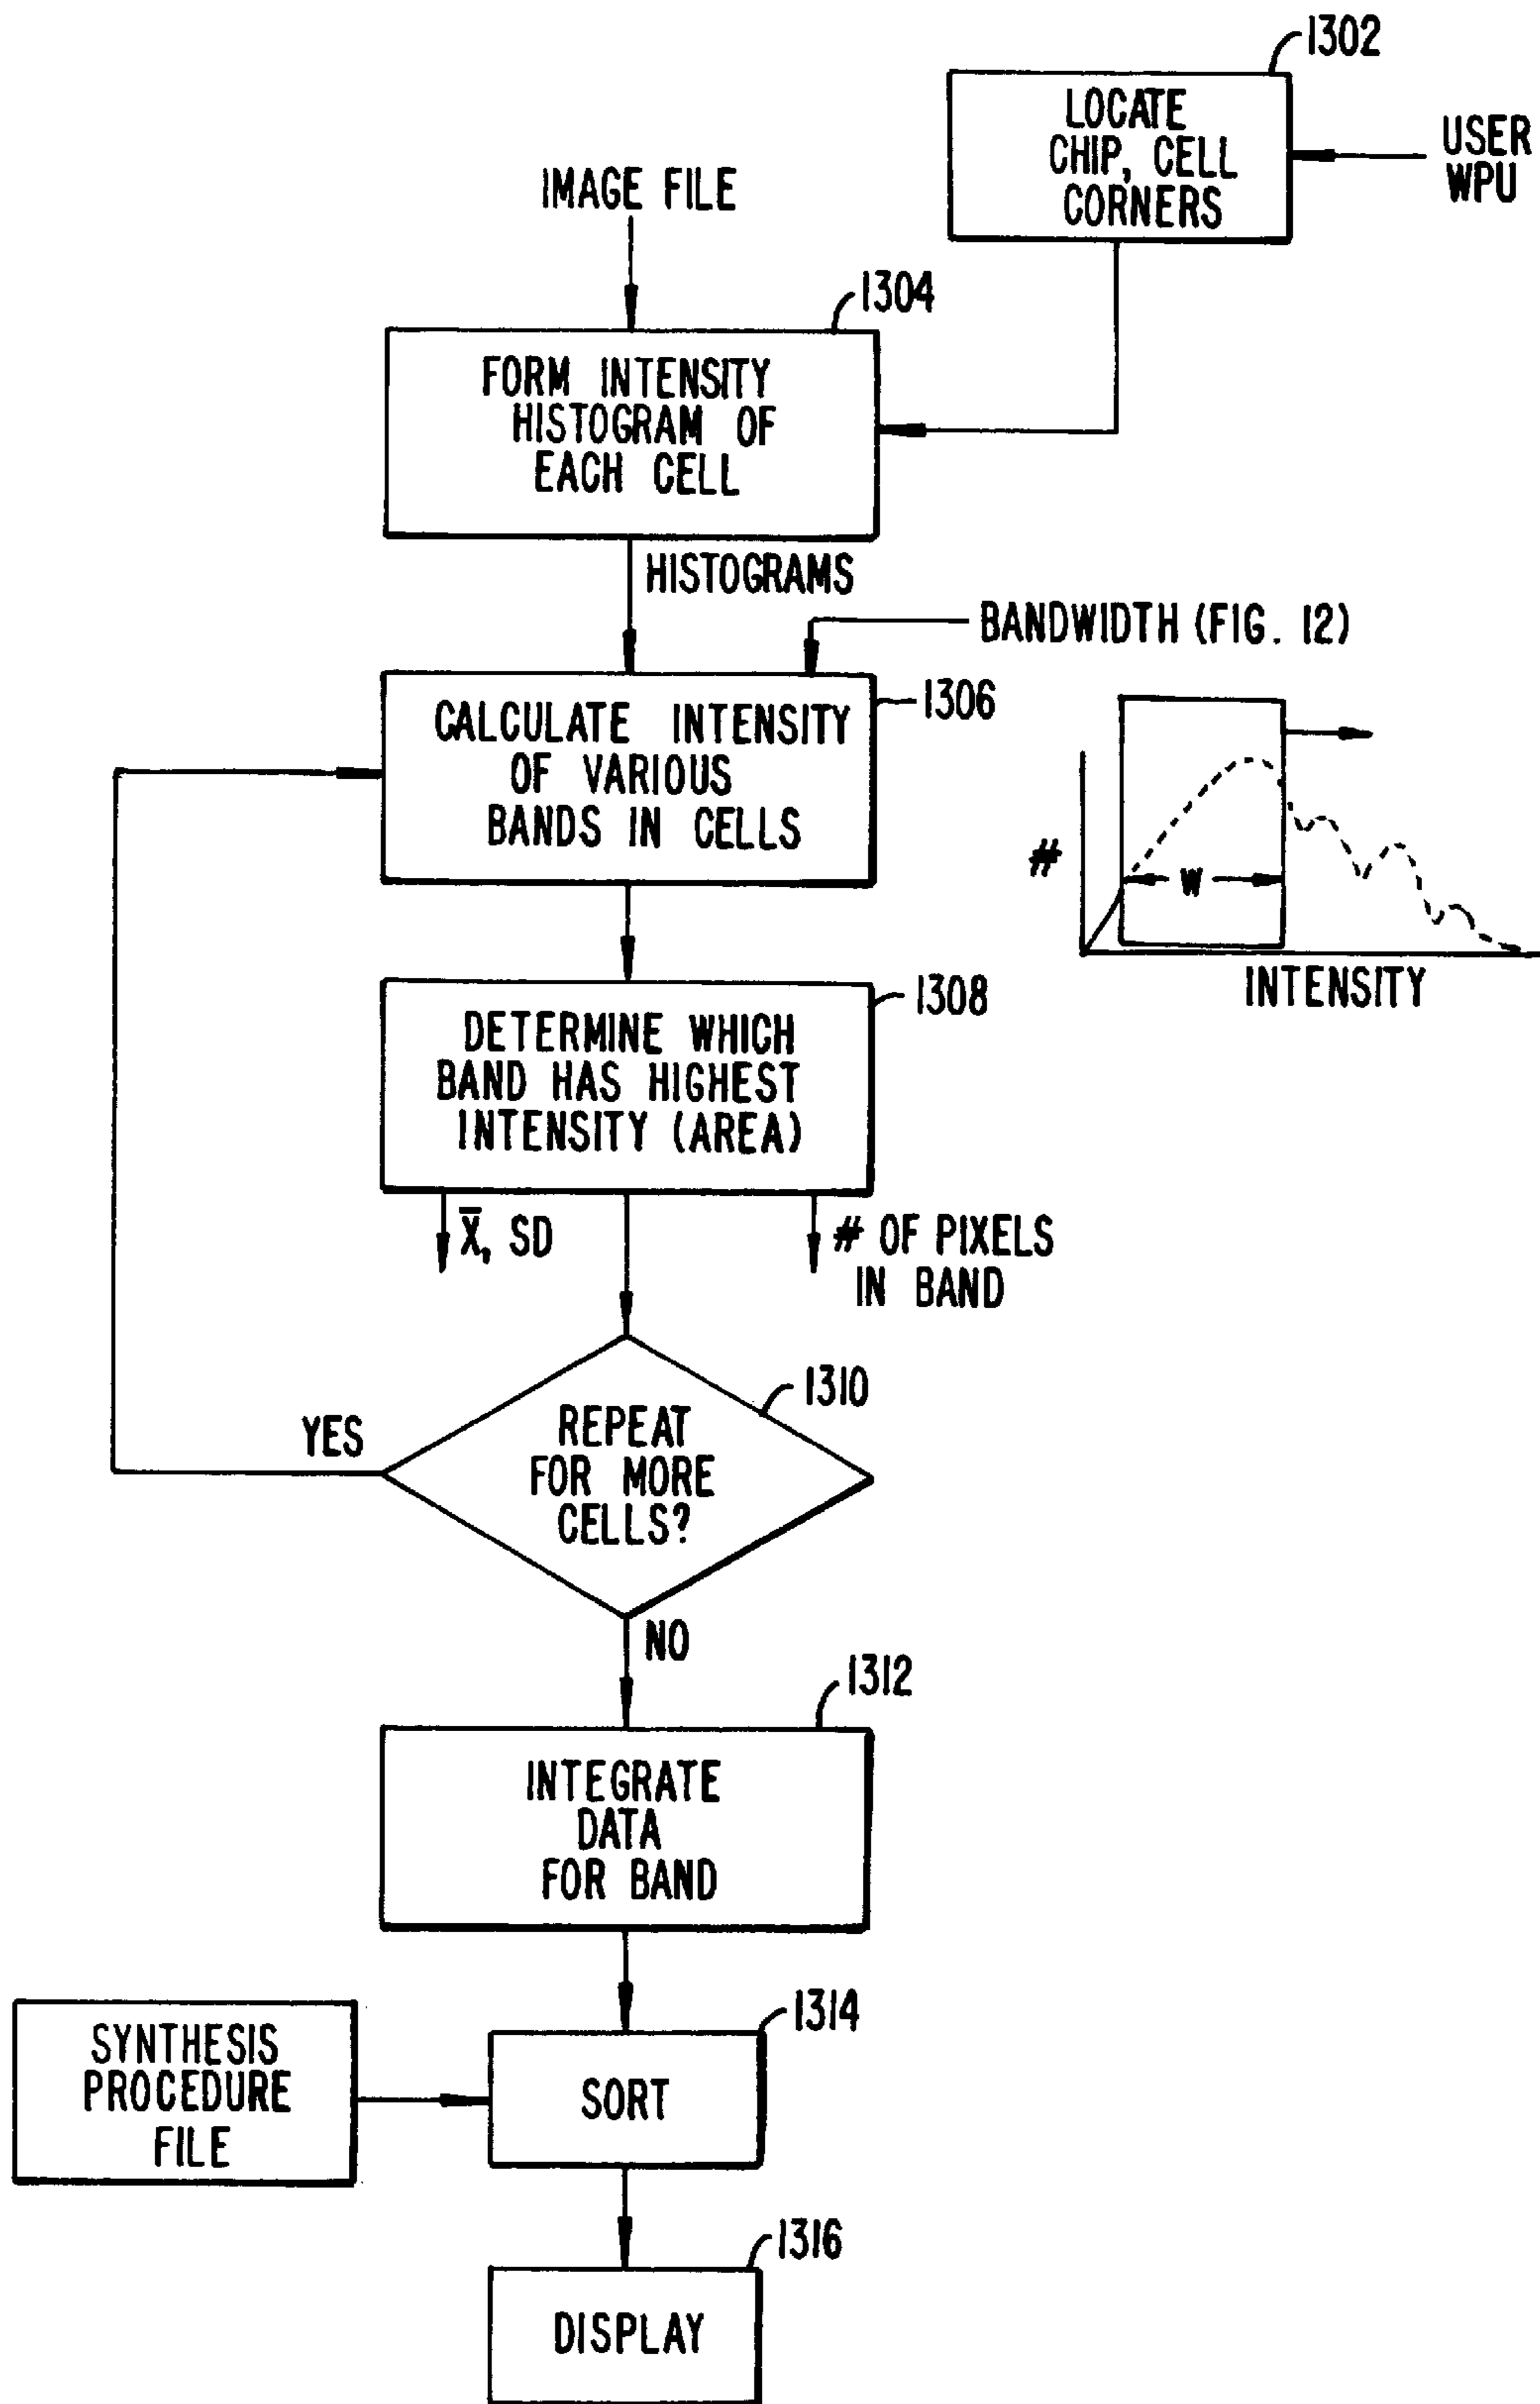 1302
LOCATE
CHIP, CELL
CORNERS
USER
WPU
IMAGE FILE
1304
FORM INTENSITY
HISTOGRAM OF
EACH CELL
HISTOGRAMS
BANDWIDTH (FIG. 12)
1306
CALCULATE INTENSITY
OF VARIOUS
BANDS IN CELLS
#
W
INTENSITY
1308
DETERMINE WHICH
BAND HAS HIGHEST
INTENSITY (AREA)
X̄, SD
# OF PIXELS
IN BAND
1310
REPEAT
FOR MORE
CELLS?
YES
NO
1312
INTEGRATE
DATA
FOR BAND
SYNTHESIS
PROCEDURE
FILE
1314
SORT
1316
DISPLAY